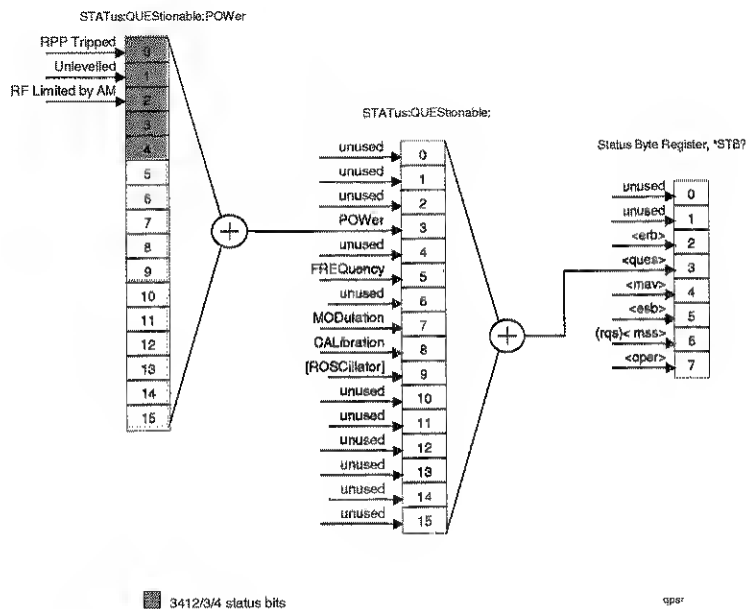 STATus:QUEStionable:POWer
RPP Tripped
0
Unlevelled
1
RF Limited by AM
2
3
4
5
6
7
8
9
10
11
12
13
14
15
STATus:QUEStionable;
unused
0
unused
1
unused
2
POWer
3
unused
4
FREQuency
5
unused
6
MODulation
7
CALibration
8
[ROSCillator]
9
unused
10
unused
11
unused
12
unused
13
unused
14
unused
15
Status Byte Register, *STB?
unused
0
unused
1
<erb>
2
<ques>
3
<mav>
4
<esb>
5
(rqs)< mss>
6
<oper>
7
3412/3/4 status bits
qpsr